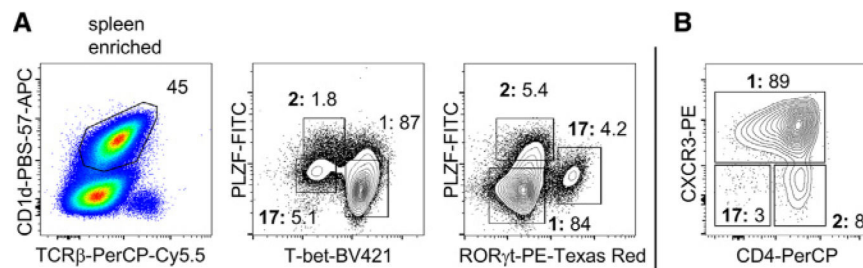 A
spleen
enriched
45
CD1d-PBS-57-APC
TCRβ-PerCP-Cy5.5
2: 1.8
1: 87
17: 5.1
PLZF-FITC
T-bet-BV421
2: 5.4
17: 4.2
1: 84
PLZF-FITC
RORγt-PE-Texas Red
B
1: 89
17: 3
2: 8
CXCR3-PE
CD4-PerCP